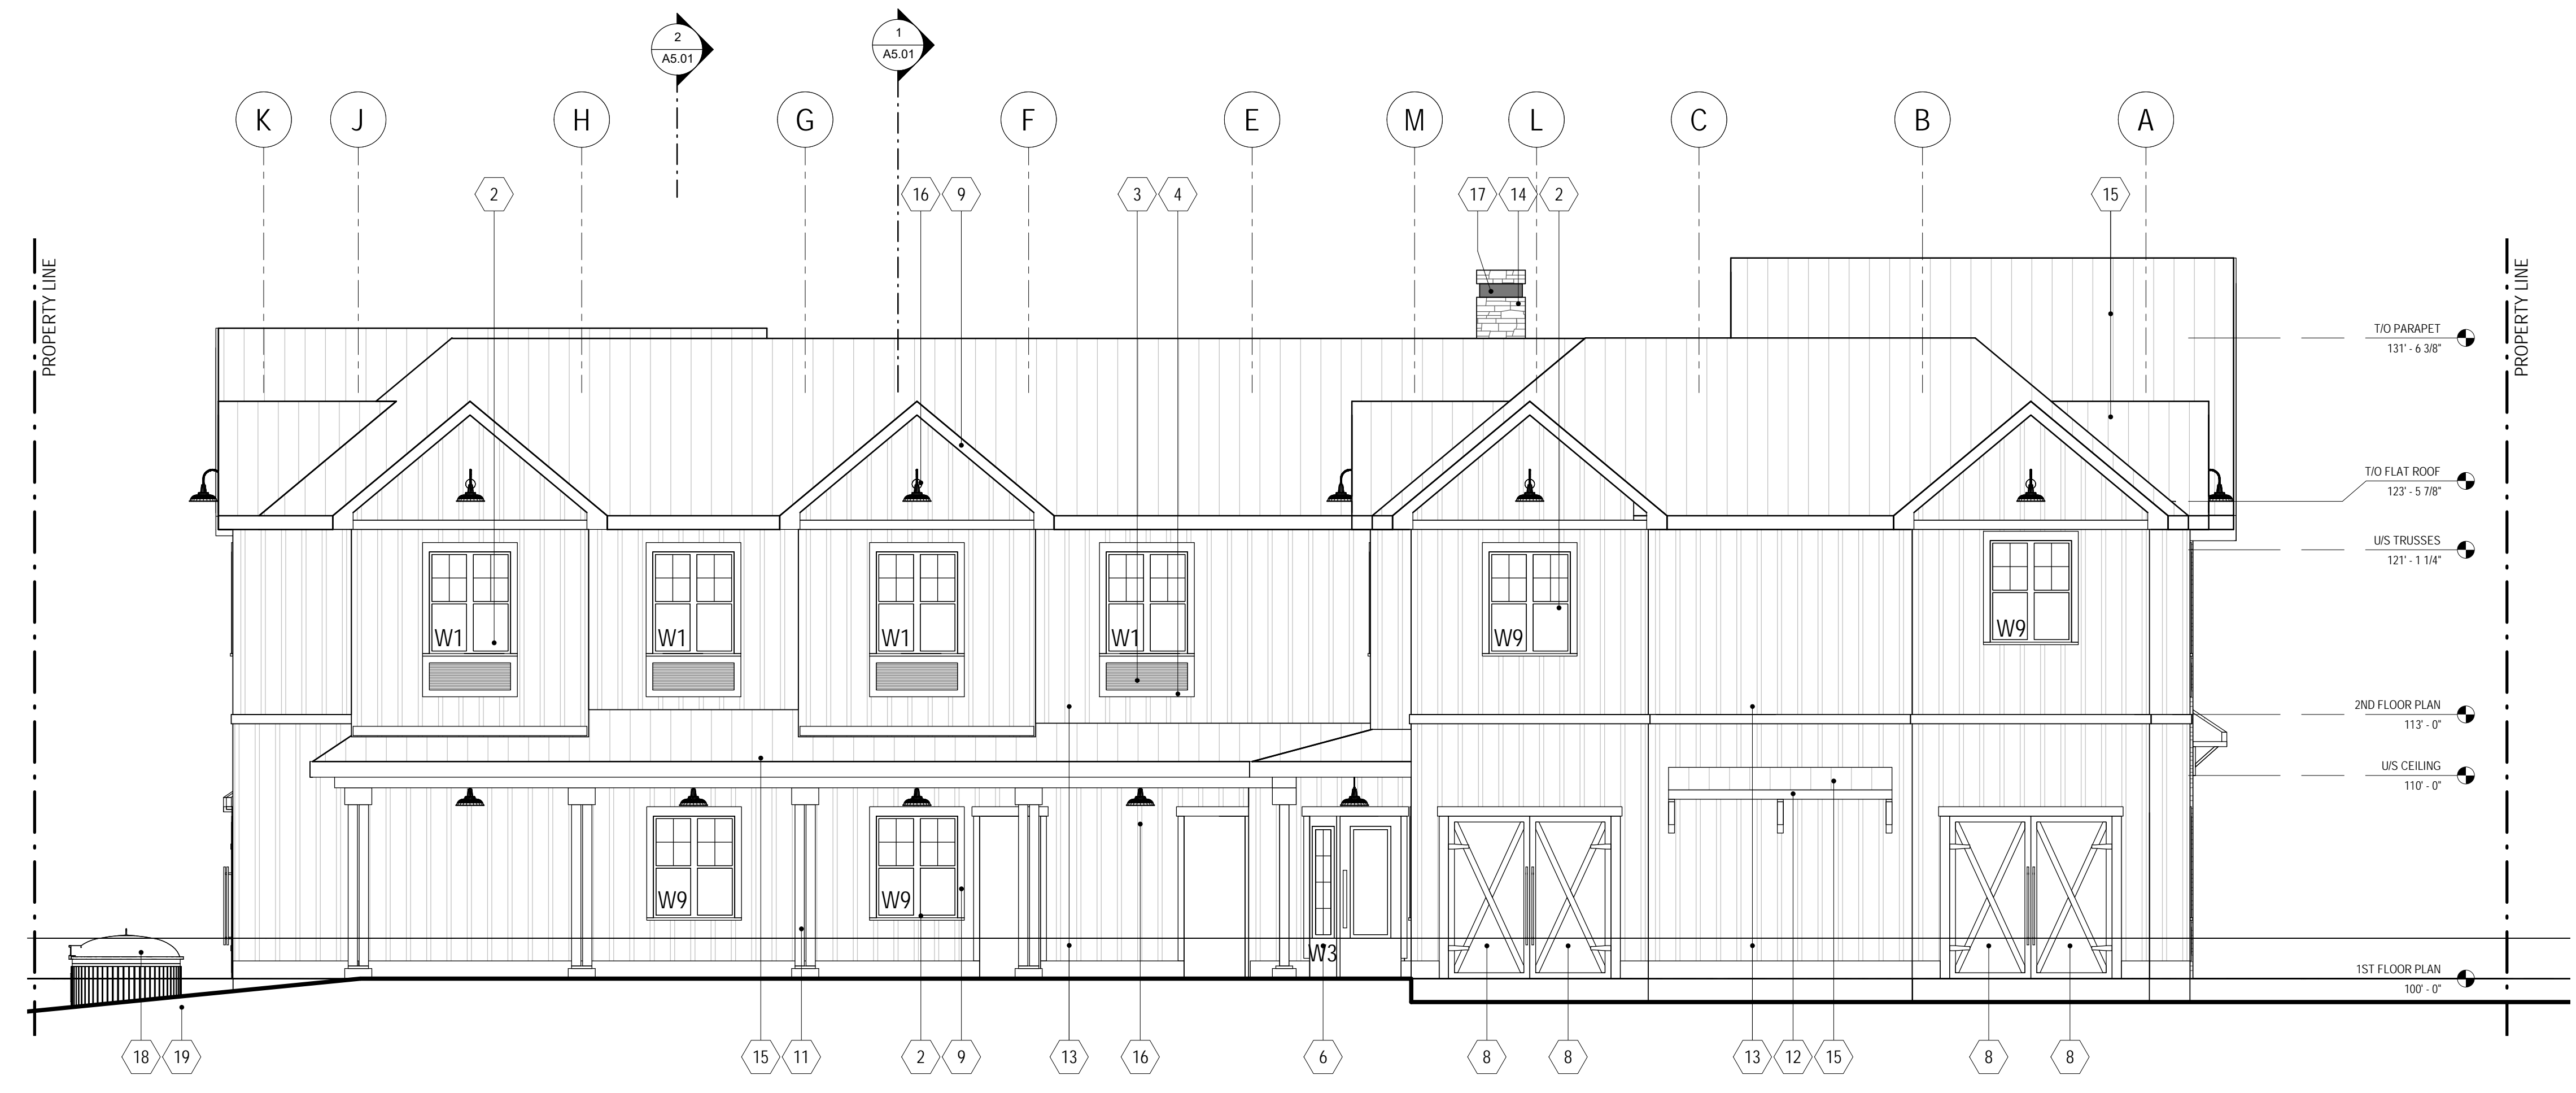 2
A5.01
1
A5.01
K
J
H
G
F
E
M
L
C
B
A
2
16
9
3
4
17
14
2
15
PROPERTY LINE
PROPERTY LINE
T/O PARAPET
131' - 6 3/8"
T/O FLAT ROOF
123' - 5 7/8"
U/S TRUSSES
121' - 1 1/4"
W1
W1
W1
W1
W9
W9
2ND FLOOR PLAN
113' - 0"
U/S CEILING
110' - 0"
W9
W9
W3
1ST FLOOR PLAN
100' - 0"
18
19
15
11
2
9
13
16
6
8
8
13
12
15
8
8